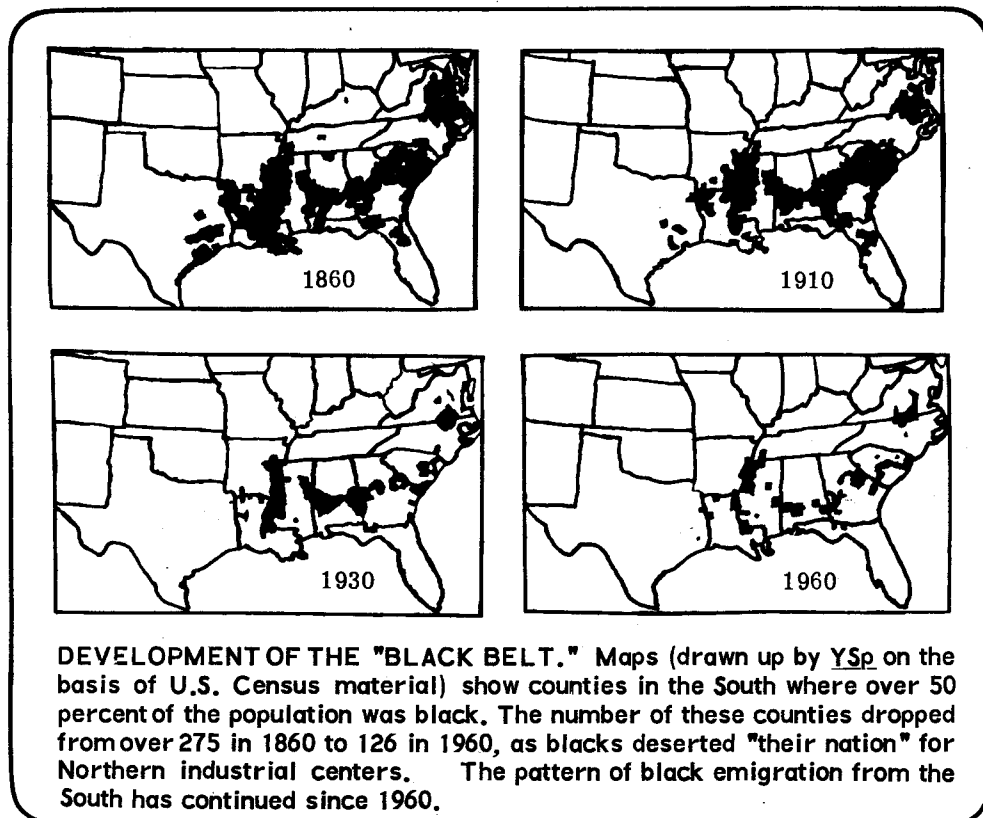 1860
1910
1930
1960
DEVELOPMENT OF THE "BLACK BELT." Maps (drawn up by YSp on the
basis of U.S. Census material) show counties in the South where over 50
percent of the population was black. The number of these counties dropped
from over 275 in 1860 to 126 in 1960, as blacks deserted "their nation" for
Northern industrial centers. The pattern of black emigration from the
South has continued since 1960.